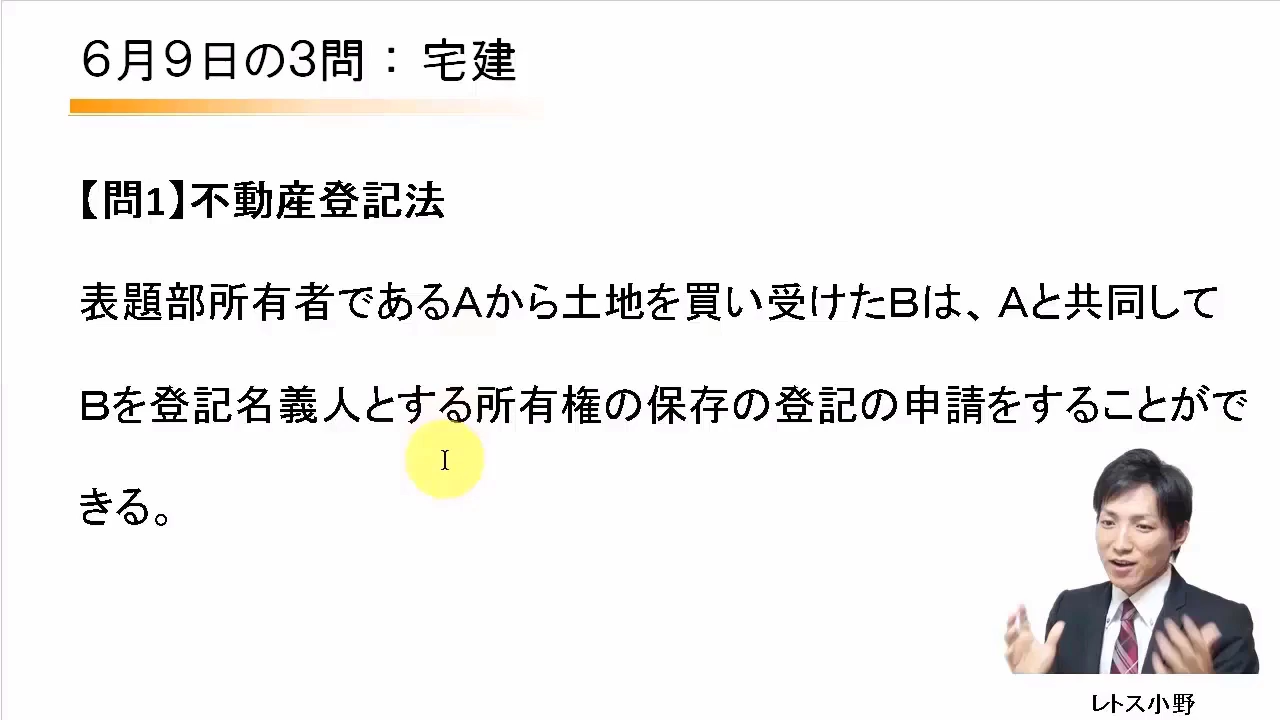 ６月９日の３問：宅建
【問1】不動産登記法
表題部所有者であるＡから土地を買い受けたＢは、Ａと共同して
Ｂを登記名義人とする所有権の保存の登記の申請をすることがで
きる。
レトス小野